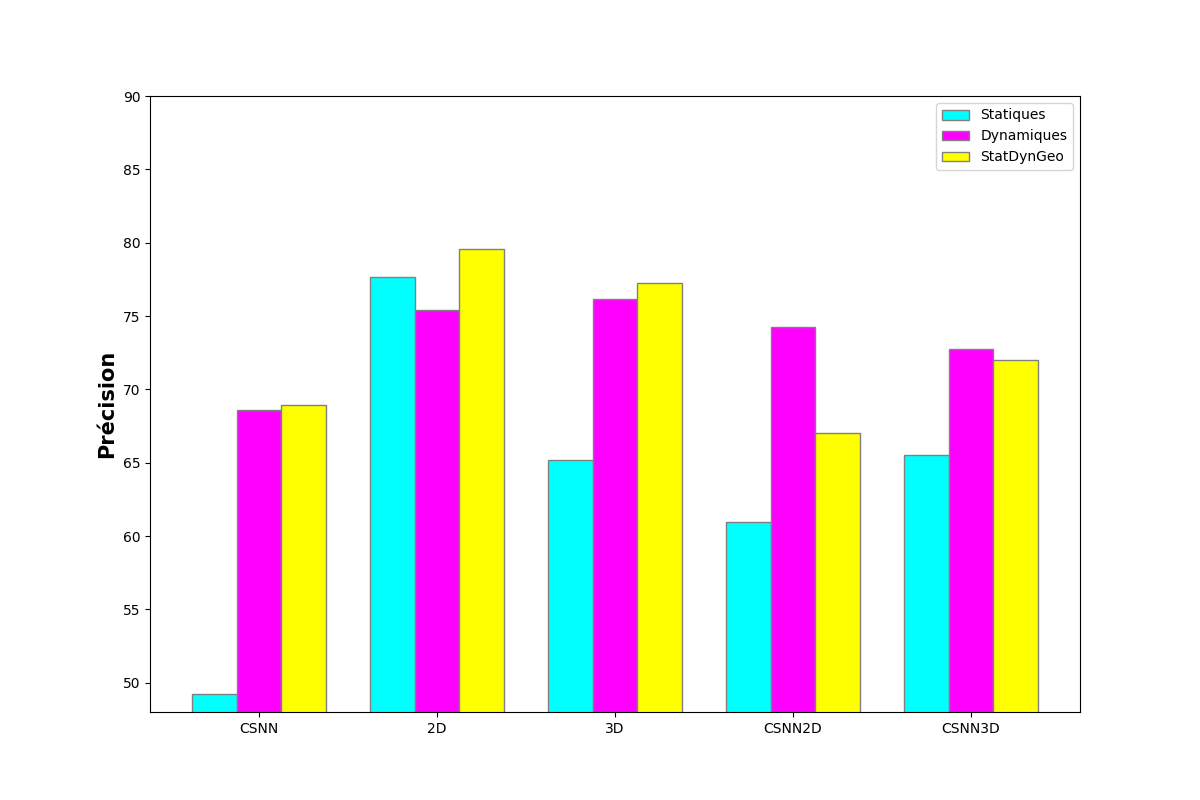 90
85
80
75
70
65
60
55
50
Précision
Statiques
Dynamiques
StatDynGeo
CSNN
2D
3D
CSNN2D
CSNN3D